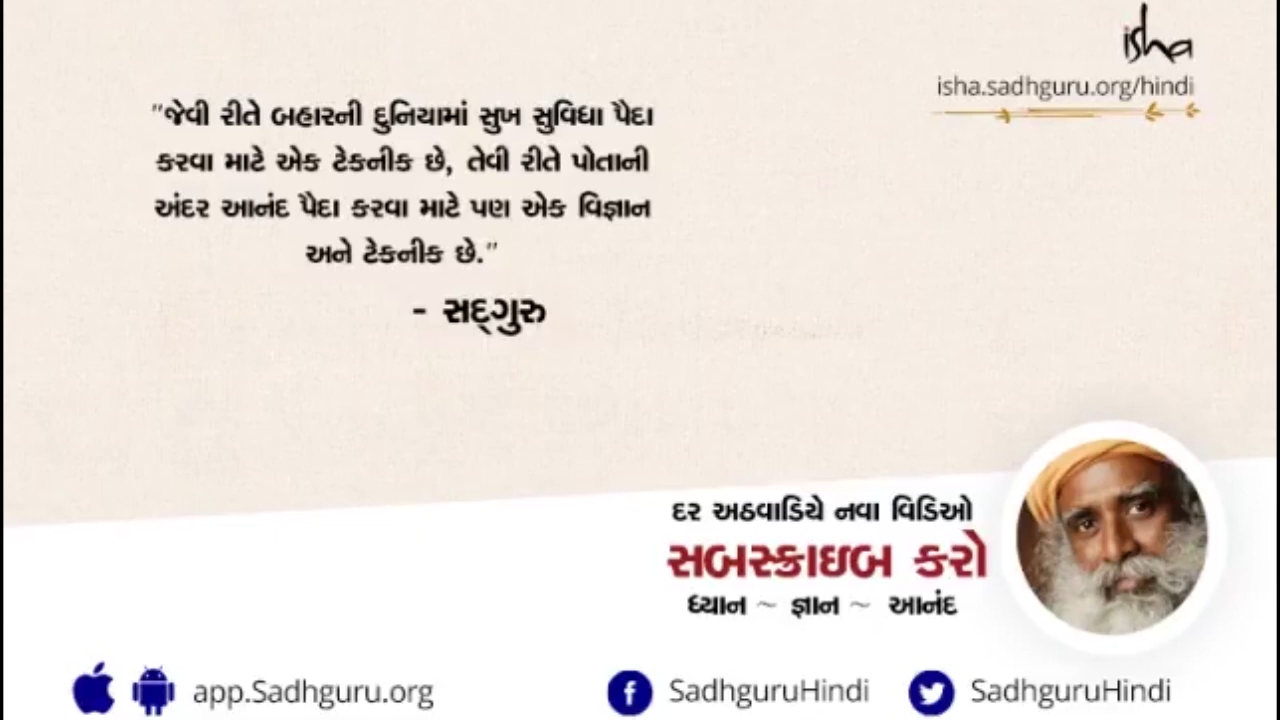 isha
isha.sadhguru.org/hindi
"જેવી રીતે બહારની દુનિયામાં સુખ સુવિધા પૈદા
કરવા માટે એક ટેકનીક છે, તેવી રીતે પોતાની
અંદર આનંદ પૈદા કરવા માટે પણ એક વિજ્ઞાન
અને ટેકનીક છે."
- સદ્‌ગુરુ
દર અઠવાડિયે નવા વિડિઓ
સબસ્ક્રાઇબ કરો
ધ્યાન ~ જ્ઞાન ~ આનંદ
app.Sadhguru.org
SadhguruHindi
SadhguruHindi